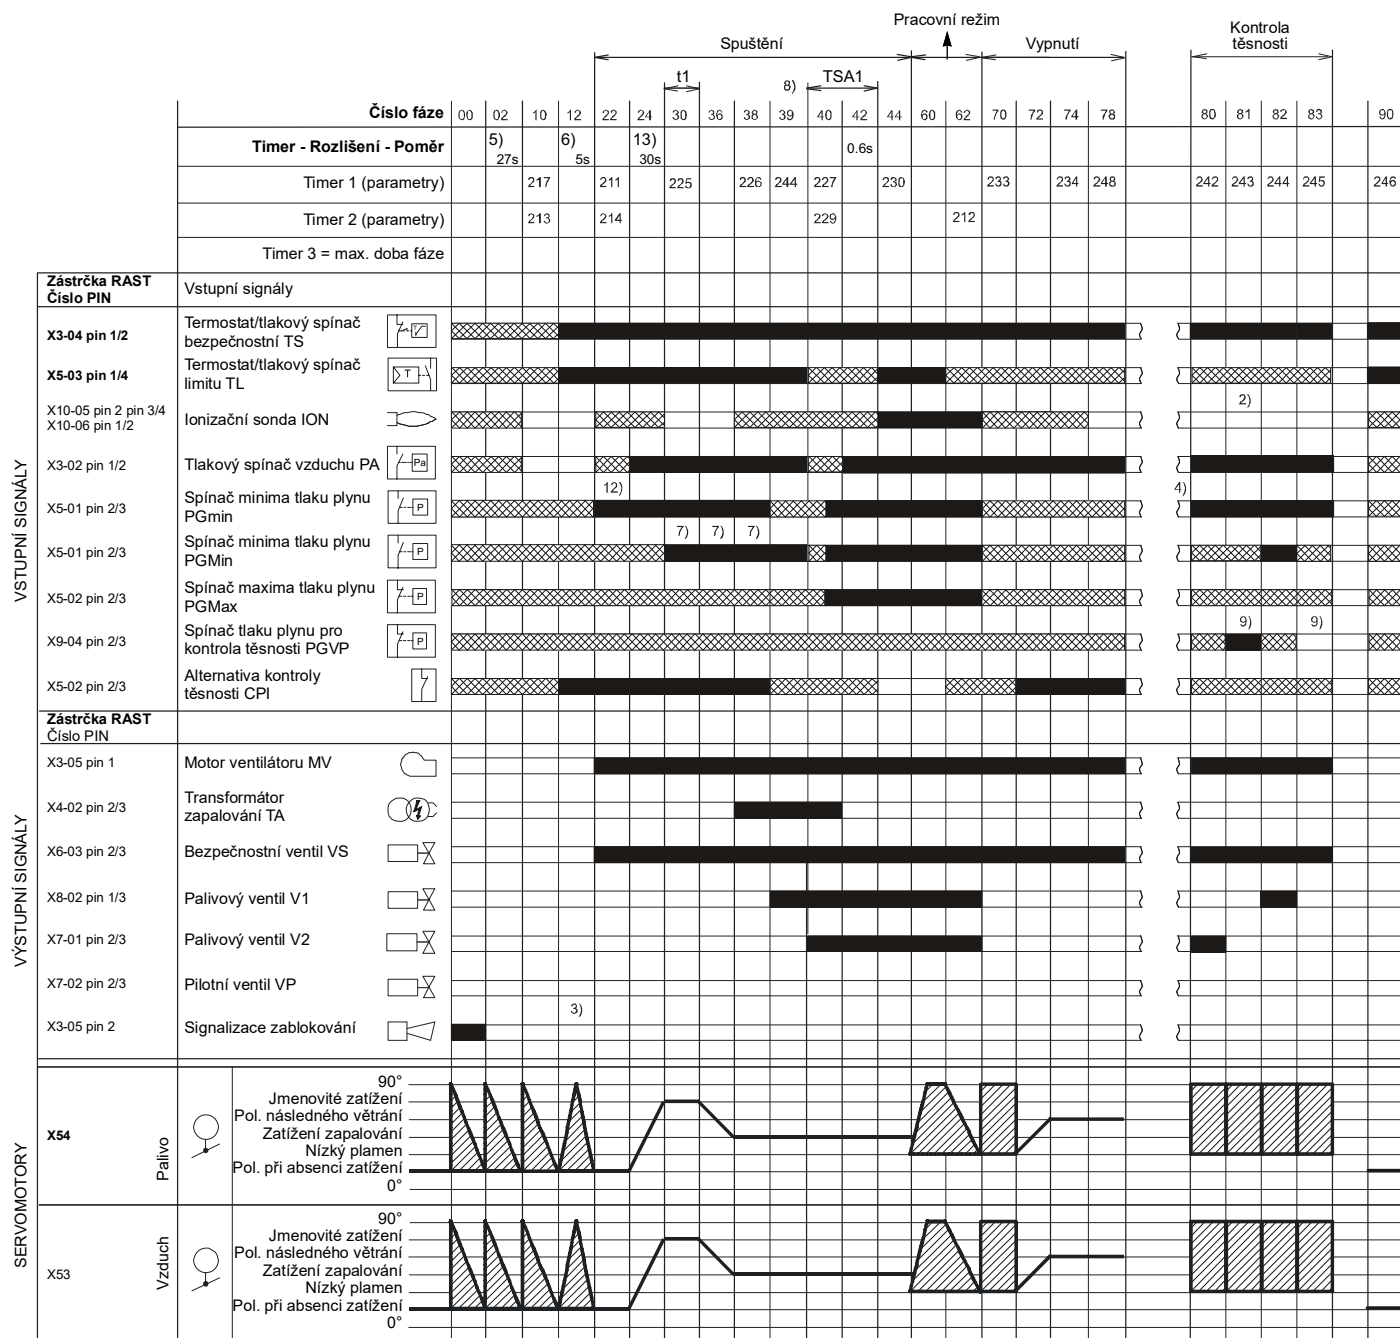 Pracovní režim
Spuštění
Vypnutí
Kontrola
těsnosti
t1
8)
TSA1
Číslo fáze 00 02 10 12 22 24 30 36 38 39 40 42 44 60 62 70 72 74 78 80 81 82 83 90
Timer - Rozlišení - Poměr 5) 27s 6) 5s 13) 30s 0.6s
Timer 1 (parametry) 217 211 225 226 244 227 230 233 234 248 242 243 244 245 246
Timer 2 (parametry) 213 214 229 212
Timer 3 = max. doba fáze
Zástrčka RAST
Číslo PIN
Vstupní signály
VSTUPNÍ SIGNÁLY
X3-04 pin 1/2
Termostat/tlakový spínač
bezpečnostní TS
X5-03 pin 1/4
Termostat/tlakový spínač
limitu TL
T
2)
X10-05 pin 2 pin 3/4
X10-06 pin 1/2
Ionizační sonda ION
X3-02 pin 1/2
Tlakový spínač vzduchu PA
Pa
12)
4)
X5-01 pin 2/3
Spínač minima tlaku plynu
PGmin
P
7) 7) 7)
X5-01 pin 2/3
Spínač minima tlaku plynu
PGMin
P
X5-02 pin 2/3
Spínač maxima tlaku plynu
PGMax
P
9) 9)
X9-04 pin 2/3
Spínač tlaku plynu pro
kontrola těsnosti PGVP
P
X5-02 pin 2/3
Alternativa kontroly
těsnosti CPI
Zástrčka RAST
Číslo PIN
VÝSTUPNÍ SIGNÁLY
X3-05 pin 1
Motor ventilátoru MV
X4-02 pin 2/3
Transformátor
zapalování TA
X6-03 pin 2/3
Bezpečnostní ventil VS
X8-02 pin 1/3
Palivový ventil V1
X7-01 pin 2/3
Palivový ventil V2
X7-02 pin 2/3
Pilotní ventil VP
3)
X3-05 pin 2
Signalizace zablokování
SERVOMOTORY
X54
Palivo
90°
Jmenovité zatížení
Pol. následného větrání
Zatížení zapalování
Nízký plamen
Pol. při absenci zatížení
0°
X53
Vzduch
90°
Jmenovité zatížení
Pol. následného větrání
Zatížení zapalování
Nízký plamen
Pol. při absenci zatížení
0°